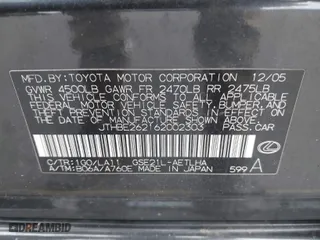 MF'D. BY: TOYOTA MOTOR CORPORATION 12/05
GVWR 4500LB GAWR FR 2470LB RR 2475LB
THIS VEHICLE CONFORMS TO ALL APPLICABLE
FEDERAL MOTOR VEHICLE SAFETY, BUMPER, AND
THEFT PREVENTION STANDARDS IN EFFECT ON
THE DATE OF MANUFACTURE SHOWN ABOVE.
JTHBE262162002303 PASS. CAR
C/TR: 1G0/LA11 GSE21L-AETLHA
A/TM: B06A/A760E MADE IN JAPAN 599 A